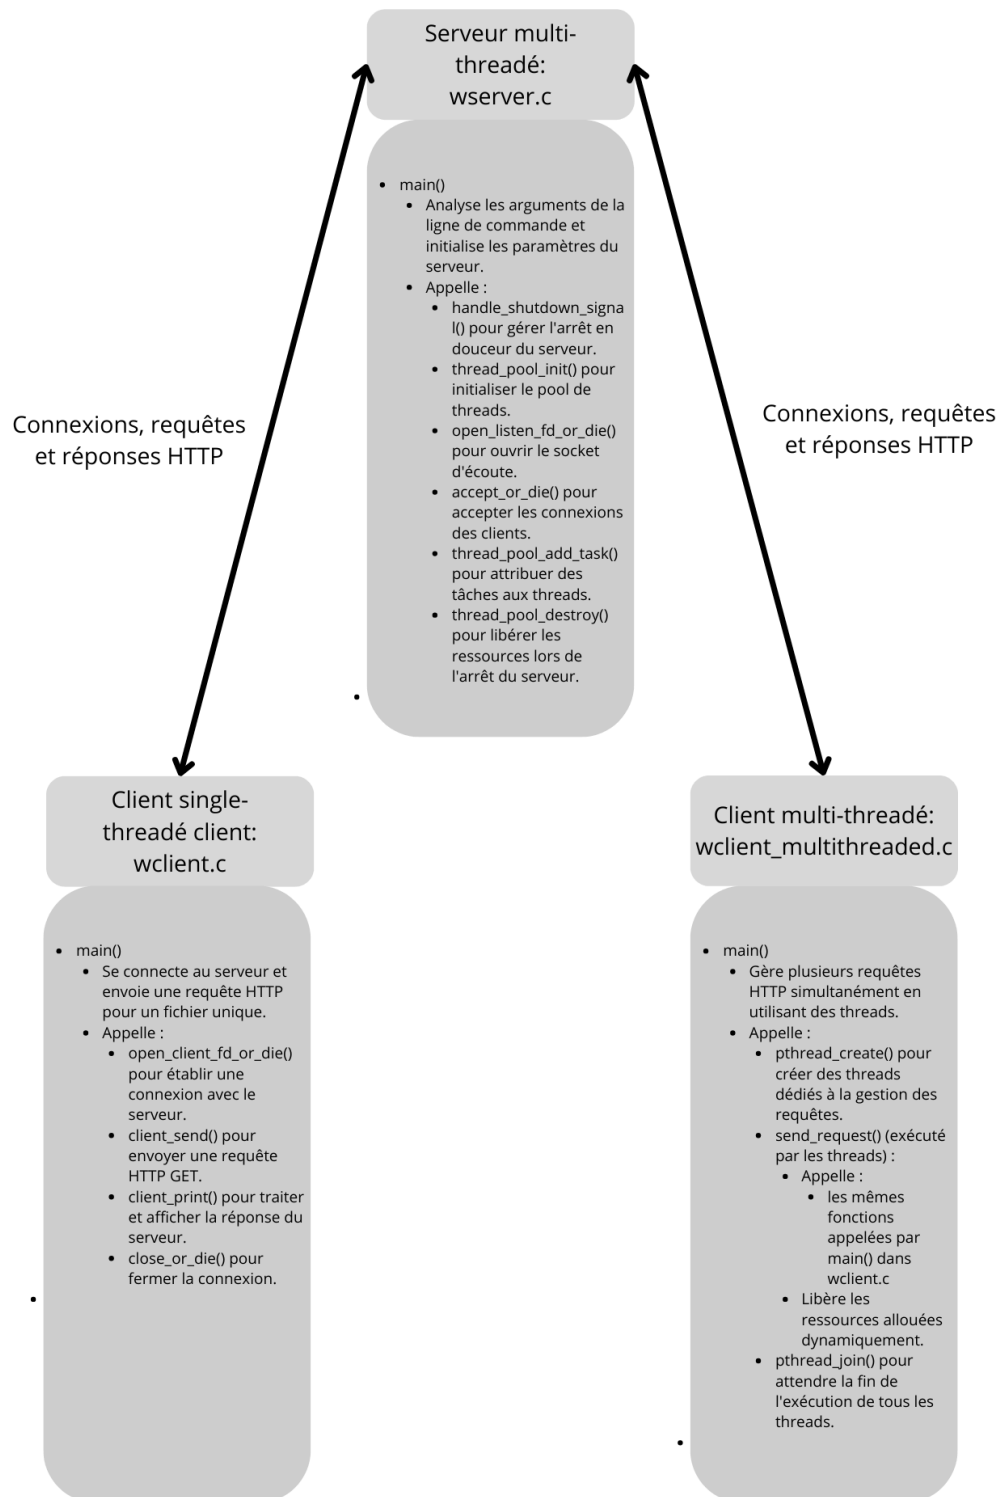 Serveur multi-
threadé:
wserver.c
main()
Analyse les arguments de la
ligne de commande et
initialise les paramètres du
serveur.
Appelle :
handle_shutdown_signa
l() pour gérer l'arrêt en
douceur du serveur.
thread_pool_init() pour
initialiser le pool de
threads.
open_listen_fd_or_die()
pour ouvrir le socket
d'écoute.
accept_or_die() pour
accepter les connexions
des clients.
thread_pool_add_task()
pour attribuer des
tâches aux threads.
thread_pool_destroy()
pour libérer les
ressources lors de
l'arrêt du serveur.
Connexions, requêtes
et réponses HTTP
Connexions, requêtes
et réponses HTTP
Client single-
threadé client:
wclient.c
main()
Se connecte au serveur et
envoie une requête HTTP
pour un fichier unique.
Appelle :
open_client_fd_or_die()
pour établir une
connexion avec le
serveur.
client_send() pour
envoyer une requête
HTTP GET.
client_print() pour traiter
et afficher la réponse du
serveur.
close_or_die() pour
fermer la connexion.
Client multi-threadé:
wclient_multithreaded.c
main()
Gère plusieurs requêtes
HTTP simultanément en
utilisant des threads.
Appelle :
pthread_create() pour
créer des threads
dédiés à la gestion des
requêtes.
send_request() (exécuté
par les threads) :
Appelle :
les mêmes
fonctions
appelées par
main() dans
wclient.c
Libère les
ressources allouées
dynamiquement.
pthread_join() pour
attendre la fin de
l'exécution de tous les
threads.